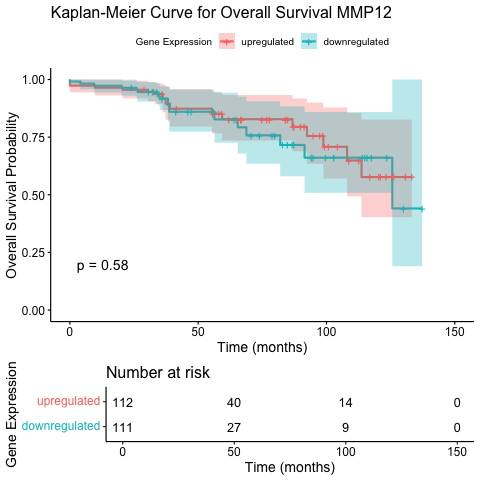 Kaplan-Meier Curve for Overall Survival MMP12
Gene Expression upregulated downregulated
Overall Survival Probability
1.00
0.75
0.50
0.25
0.00
p = 0.58
0 50 100 150
Time (months)
Number at risk
Gene Expression
upregulated 112 40 14 0
downregulated 111 27 9 0
0 50 100 150
Time (months)